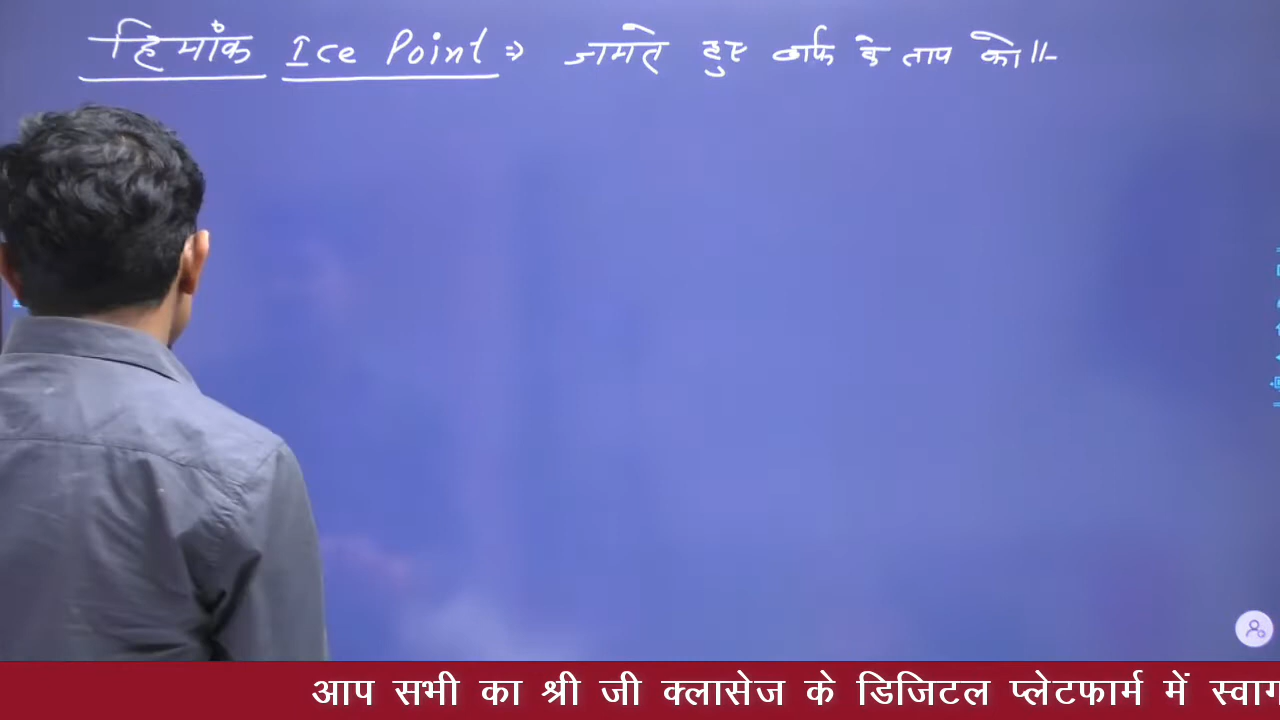 हिमांक Ice Point ⇒ जमते हुए बर्फ के ताप को॥-
आप सभी का श्री जी क्लासेज के डिजिटल प्लेटफार्म में स्वाग